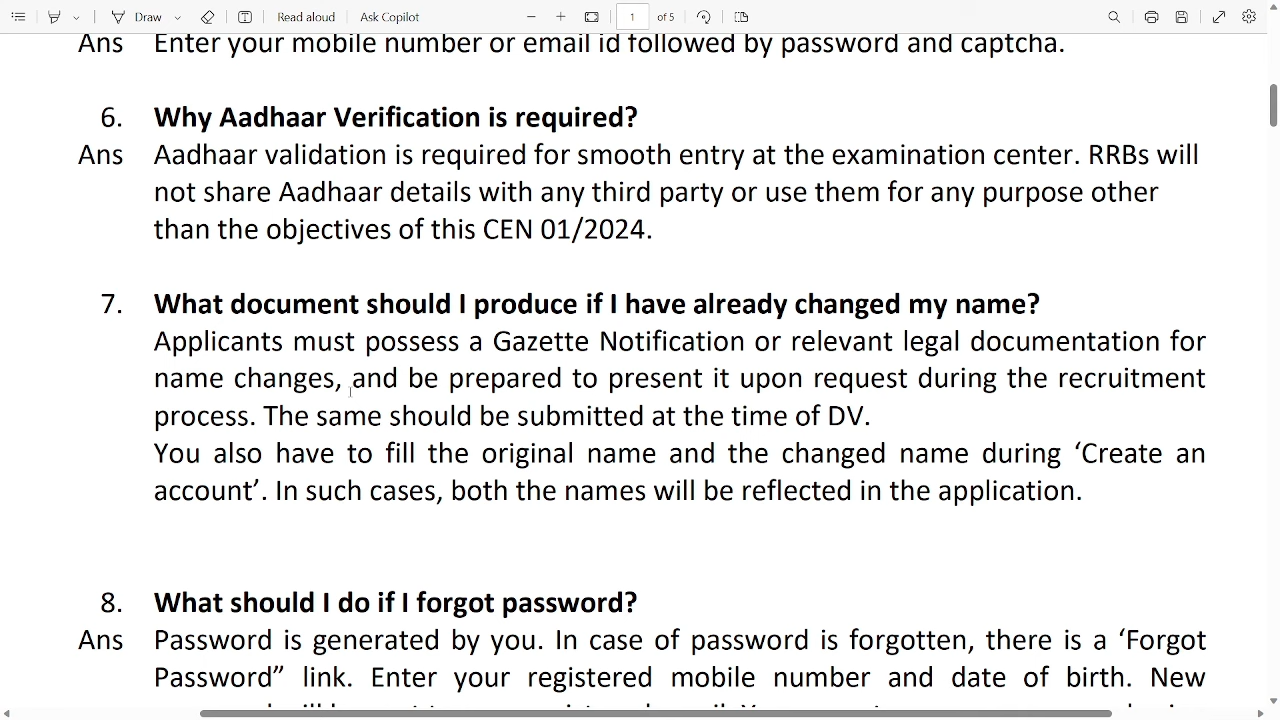 Draw
Read aloud
Ask Copilot
1
of 5
Ans Enter your mobile number or email id followed by password and captcha.
6. Why Aadhaar Verification is required?
Ans Aadhaar validation is required for smooth entry at the examination center. RRBs will
not share Aadhaar details with any third party or use them for any purpose other
than the objectives of this CEN 01/2024.
7. What document should I produce if I have already changed my name?
Applicants must possess a Gazette Notification or relevant legal documentation for
name changes, and be prepared to present it upon request during the recruitment
process. The same should be submitted at the time of DV.
You also have to fill the original name and the changed name during ‘Create an
account’. In such cases, both the names will be reflected in the application.
8. What should I do if I forgot password?
Ans Password is generated by you. In case of password is forgotten, there is a ‘Forgot
Password” link. Enter your registered mobile number and date of birth. New